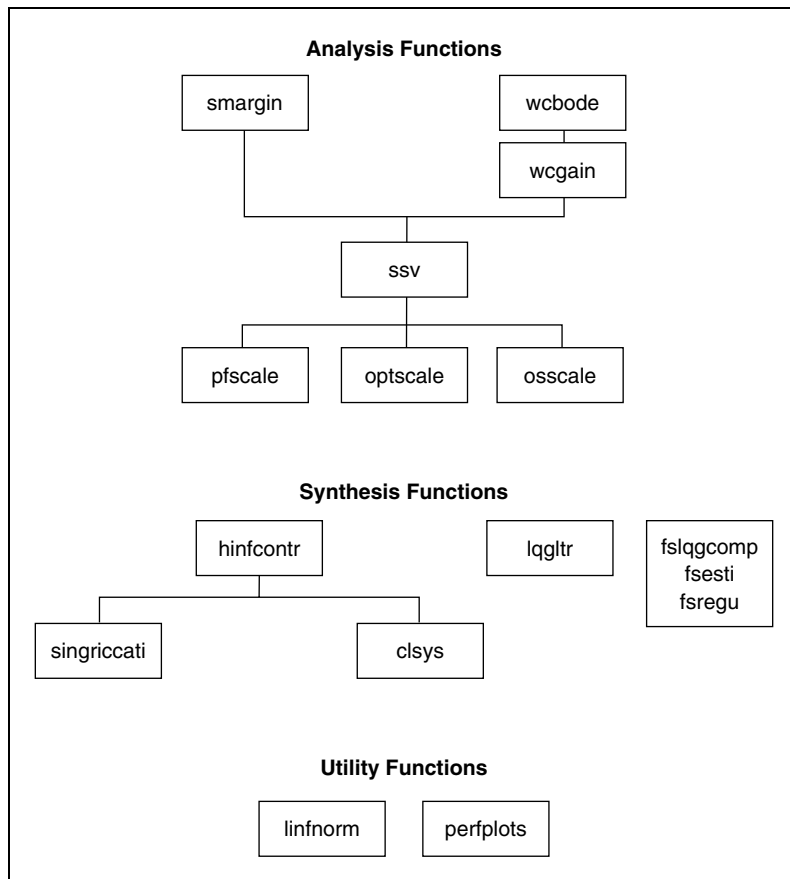 Analysis Functions
smargin
wcbode
wcgain
ssv
pfscale
optscale
osscale
Synthesis Functions
hinfcontr
lqgltr
fslqgcomp
fsesti
fsregu
singriccati
clsys
Utility Functions
linfnorm
perfplots